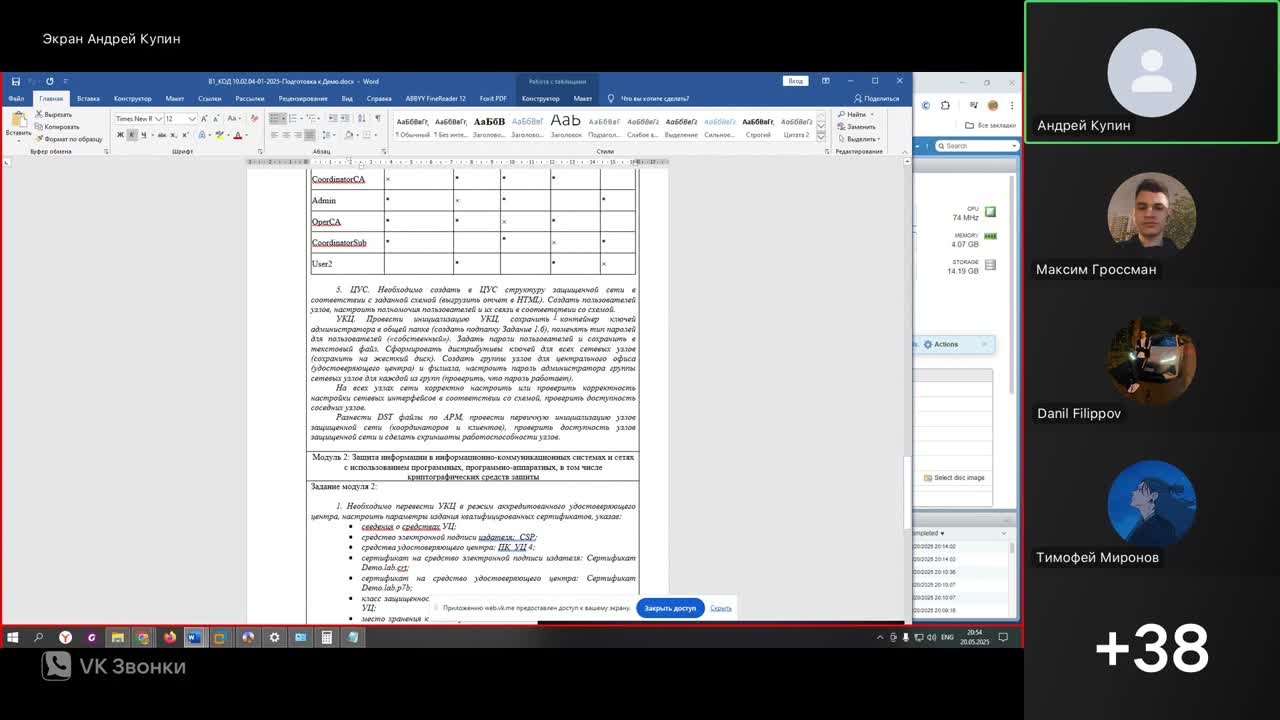 Экран Андрей Купин
В1_КОД 10.02.04-01-2025-Подготовка к Демо.docx - Word
Работа с таблицами
Вход
Файл Главная Вставка Конструктор Макет Ссылки Рассылки Рецензирование Вид Справка ABBYY FineReader 12 Foxit PDF Конструктор Макет Что вы хотите сделать? Поделиться
Вставить
Вырезать
Копировать
Формат по образцу
Буфер обмена
Times New R 12
Шрифт
Абзац
АаБбВвГг, АаБбВвГг, АаБбВ АаБбВвГг АаБбВвГг, АаБ АаБбВвГ АаБбВвГг АаБбВвГг, АаБбВвГг, АаБбВвГг, АаБбВвГг,
¶ Обычный ¶ Без инте... Заголово... Заголово... Заголово... Заголовок Подзагол... Слабое в... Выделение Сильное... Строгий Цитата 2
Стили
Найти
Заменить
Выделить
Редактирование
Все закладки
Search
CoordinatorCA × * * *
Admin * × * *
OperCA * * × *
CoordinatorSub * * × *
User2 * * ×
5. ЦУС. Необходимо создать в ЦУС структуру защищенной сети в
соответствии с заданной схемой (выгрузить отчет в HTML). Создать пользователей
узлов, настроить полномочия пользователей и их связи в соответствии со схемой.
УКЦ. Провести инициализацию УКЦ, сохранить контейнер ключей
администратора в общей папке (создать подпапку Задание 1.6), поменять тип паролей
для пользователей («собственный»). Задать пароли пользователей и сохранить в
текстовый файл. Сформировать дистрибутивы ключей для всех сетевых узлов
(сохранить на жесткий диск). Создать группы узлов для центрального офиса
(удостоверяющего центра) и филиала, настроить пароль администратора группы
сетевых узлов для каждой из групп (проверить, что пароль работает).
На всех узлах сети корректно настроить или проверить корректность
настройки сетевых интерфейсов в соответствии со схемой, проверить доступность
соседних узлов.
Разнести DST файлы по АРМ, провести первичную инициализацию узлов
защищенной сети (координаторов и клиентов), проверить доступность узлов
защищенной сети и сделать скриншоты работоспособности узлов.
Модуль 2: Защита информации в информационно-коммуникационных системах и сетях
с использованием программных, программно-аппаратных, в том числе
криптографических средств защиты
Задание модуля 2:
1. Необходимо перевести УКЦ в режим аккредитованного удостоверяющего
центра, настроить параметры издания квалифицированных сертификатов, указав:
• сведения о средствах УЦ;
• средство электронной подписи издателя: CSP;
• средства удостоверяющего центра: ПК УЦ 4;
• сертификат на средство электронной подписи издателя: Сертификат
Demo.lab.crt;
• сертификат на средство удостоверяющего центра: Сертификат
Demo.lab.p7b;
• класс защищеннос
УЦ;
• место хранения к
CPU
74 MHz
MEMORY
4.07 GB
STORAGE
14.19 GB
Actions
Select disc image
20/2025 20:14:02
20/2025 20:14:02
20/2025 20:10:36
20/2025 20:10:07
20/2025 20:10:07
20/2025 20:09:16
Приложению web.vk.me предоставлен доступ к вашему экрану.
Закрыть доступ
Скрыть
ENG
20:54
20.05.2025
VK Звонки
Андрей Купин
Максим Гроссман
Danil Filippov
Тимофей Миронов
+38